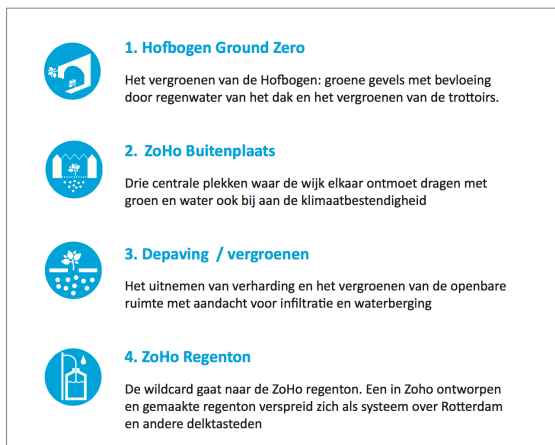 1. Hofbogen Ground Zero
Het vergroenen van de Hofbogen: groene gevels met bevloeing
door regenwater van het dak en het vergroenen van de trottoirs.
2. ZoHo Buitenplaats
Drie centrale plekken waar de wijk elkaar ontmoet dragen met
groen en water ook bij aan de klimaatbestendigheid
3. Depaving / vergroenen
Het uitnemen van verharding en het vergroenen van de openbare
ruimte met aandacht voor infiltratie en waterberging
4. ZoHo Regenton
De wildcard gaat naar de ZoHo regenton. Een in Zoho ontworpen
en gemaakte regenton verspreid zich als systeem over Rotterdam
en andere delktasteden